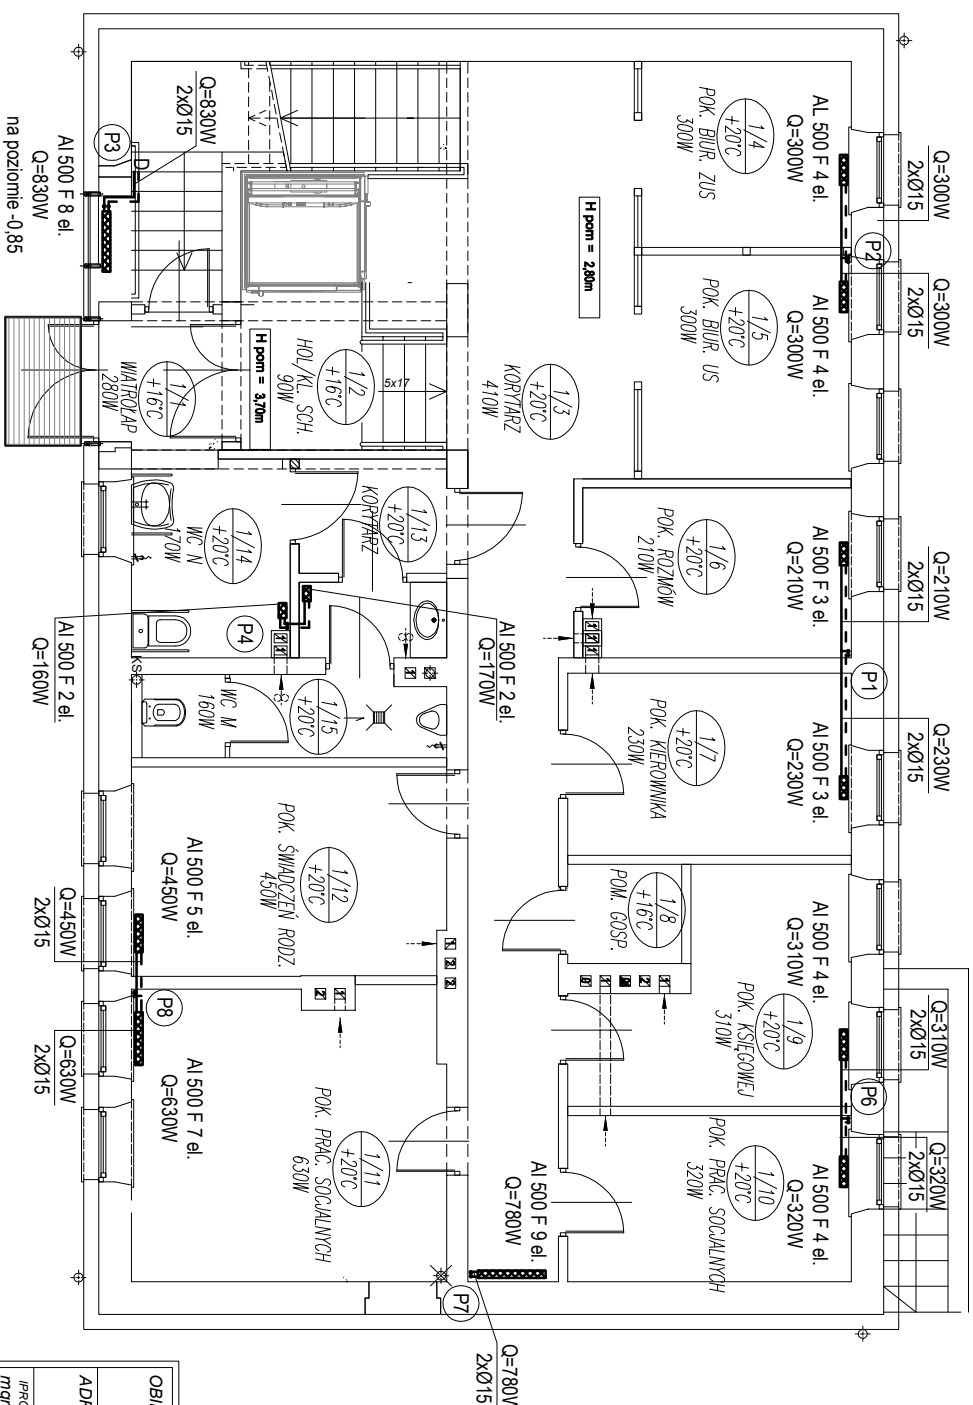 Q=300W
2xØ15
Q=300W
2xØ15
Q=210W
2xØ15
Q=230W
2xØ15
Q=310W
2xØ15
Q=320W
2xØ15
P2
P1
P6
AL 500 F 4 el.
Q=300W
Al 500 F 4 el.
Q=300W
Al 500 F 3 el.
Q=210W
Al 500 F 3 el.
Q=230W
Al 500 F 4 el.
Q=310W
Al 500 F 4 el.
Q=320W
1/4
+20°C
POK. BIUR. ZUS
300W
1/5
+20°C
POK. BIUR. US
300W
1/6
+20°C
POK. ROZMÓW
210W
1/7
+20°C
POK. KIEROWNIKA
230W
1/8
+16°C
POM. GOSP.
1/9
+20°C
POK. KSIĘGOWEJ
310W
1/10
+20°C
POK. PRAC. SOCJALNYCH
320W
H pom = 2,80m
1/3
+20°C
KORYTARZ
410W
Al 500 F 9 el.
Q=780W
P7
Q=780W
2xØ15
5x17
1/2
+16°C
HOL/KL. SCH.
90W
H pom = 3,70m
1/1
+16°C
WIATROŁAP
280W
1/13
+20°C
KORYTARZ
1/14
+20°C
WC N
170W
P4
Al 500 F 2 el.
Q=170W
1/15
+20°C
WC M
160W
KS
Al 500 F 2 el.
Q=160W
1/12
+20°C
POK. ŚWIADCZEŃ RODZ.
450W
1/11
+20°C
POK. PRAC. SOCJALNYCH
630W
Al 500 F 5 el.
Q=450W
Al 500 F 7 el.
Q=630W
P8
Q=450W
2xØ15
Q=630W
2xØ15
Q=830W
2xØ15
P3
D
Al 500 F 8 el.
Q=830W
na poziomie -0,85
OBI
ADF